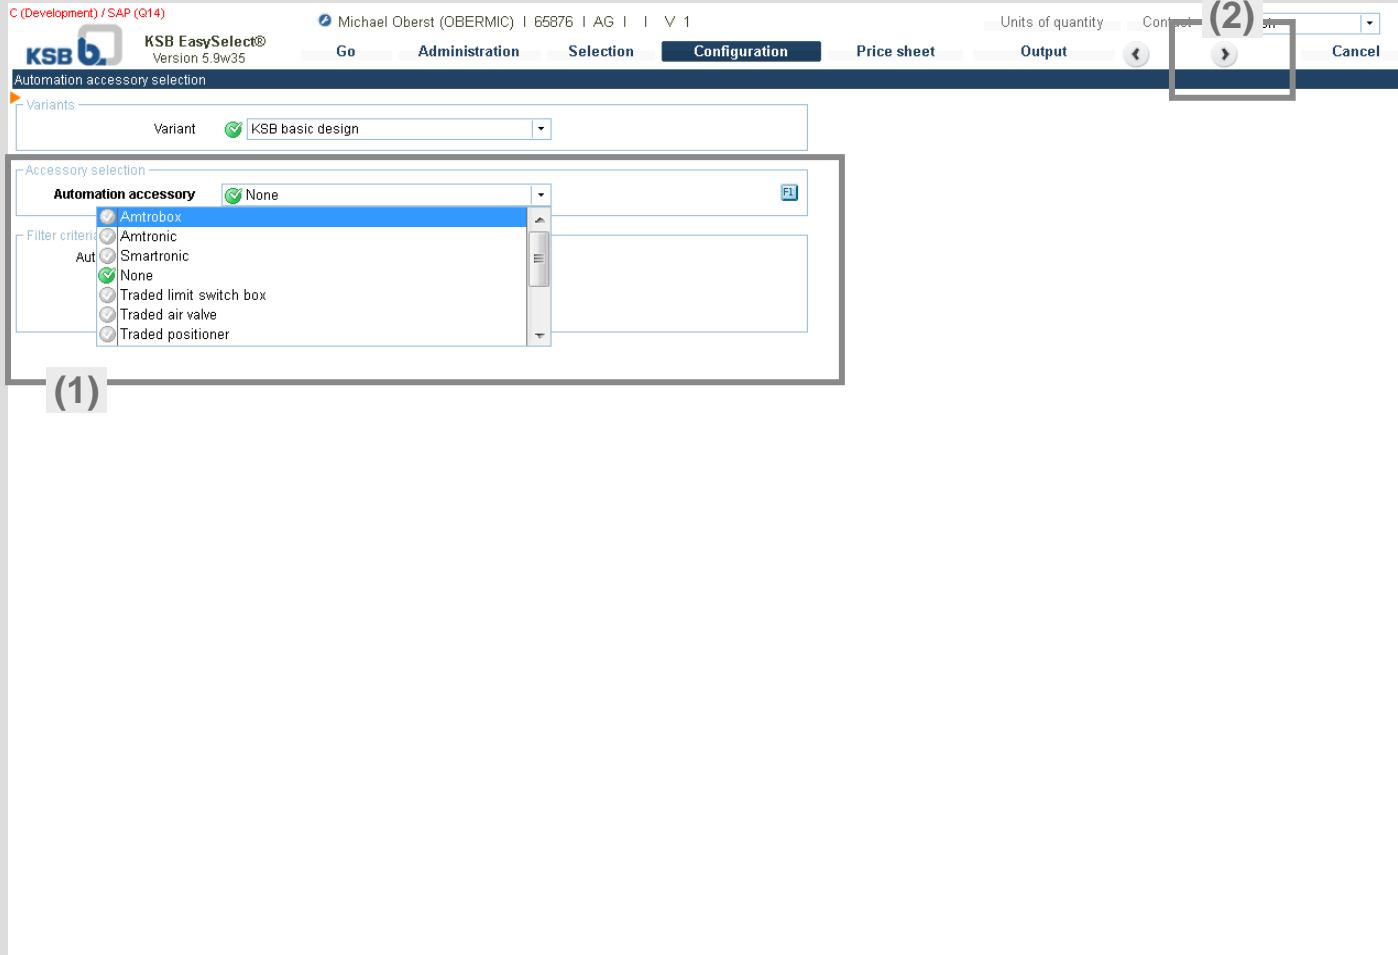 C (Development) / SAP (Q14)
Michael Oberst (OBERMIC) I 65876 I AG I I V 1
Units of quantity
(2)
KSB b.
KSB EasySelect®
Version 5.9w35
Go Administration Selection Configuration Price sheet Output Cancel
Automation accessory selection
Variants
Variant KSB basic design
Accessory selection
Automation accessory None F1
Amtrobox
Filter criteria
Amtronic
Aut Smartronic
None
Traded limit switch box
Traded air valve
Traded positioner
(1)